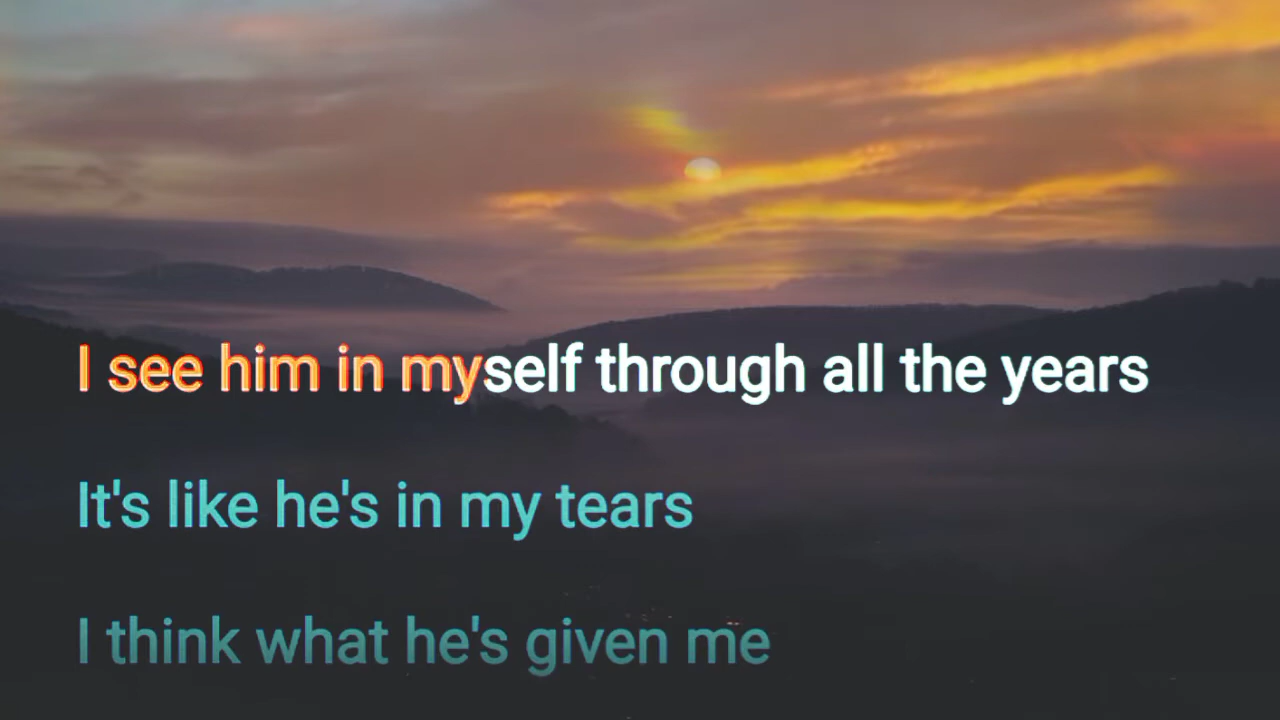 I see him in myself through all the years
It's like he's in my tears
I think what he's given me